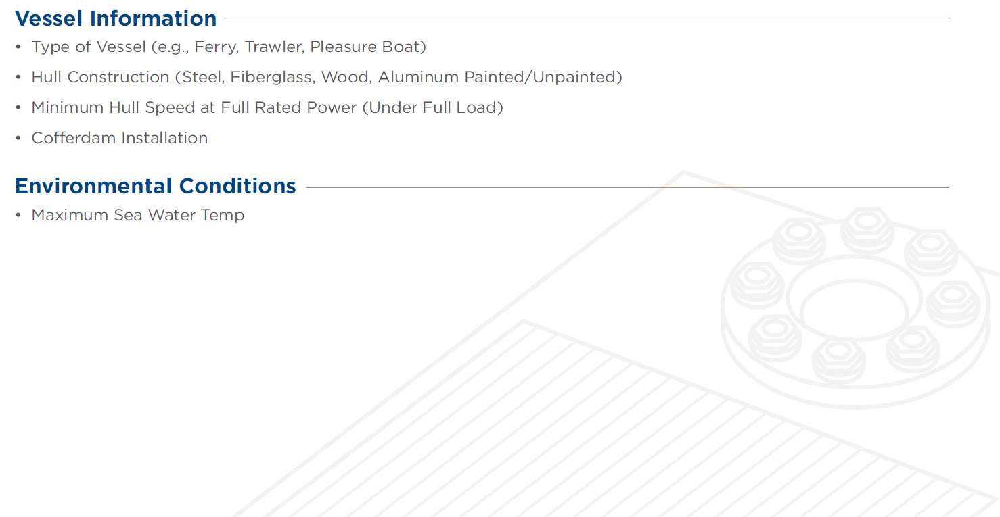 Vessel Information
• Type of Vessel (e.g., Ferry, Trawler, Pleasure Boat)
• Hull Construction (Steel, Fiberglass, Wood, Aluminum Painted/Unpainted)
• Minimum Hull Speed at Full Rated Power (Under Full Load)
• Cofferdam Installation
Environmental Conditions
• Maximum Sea Water Temp